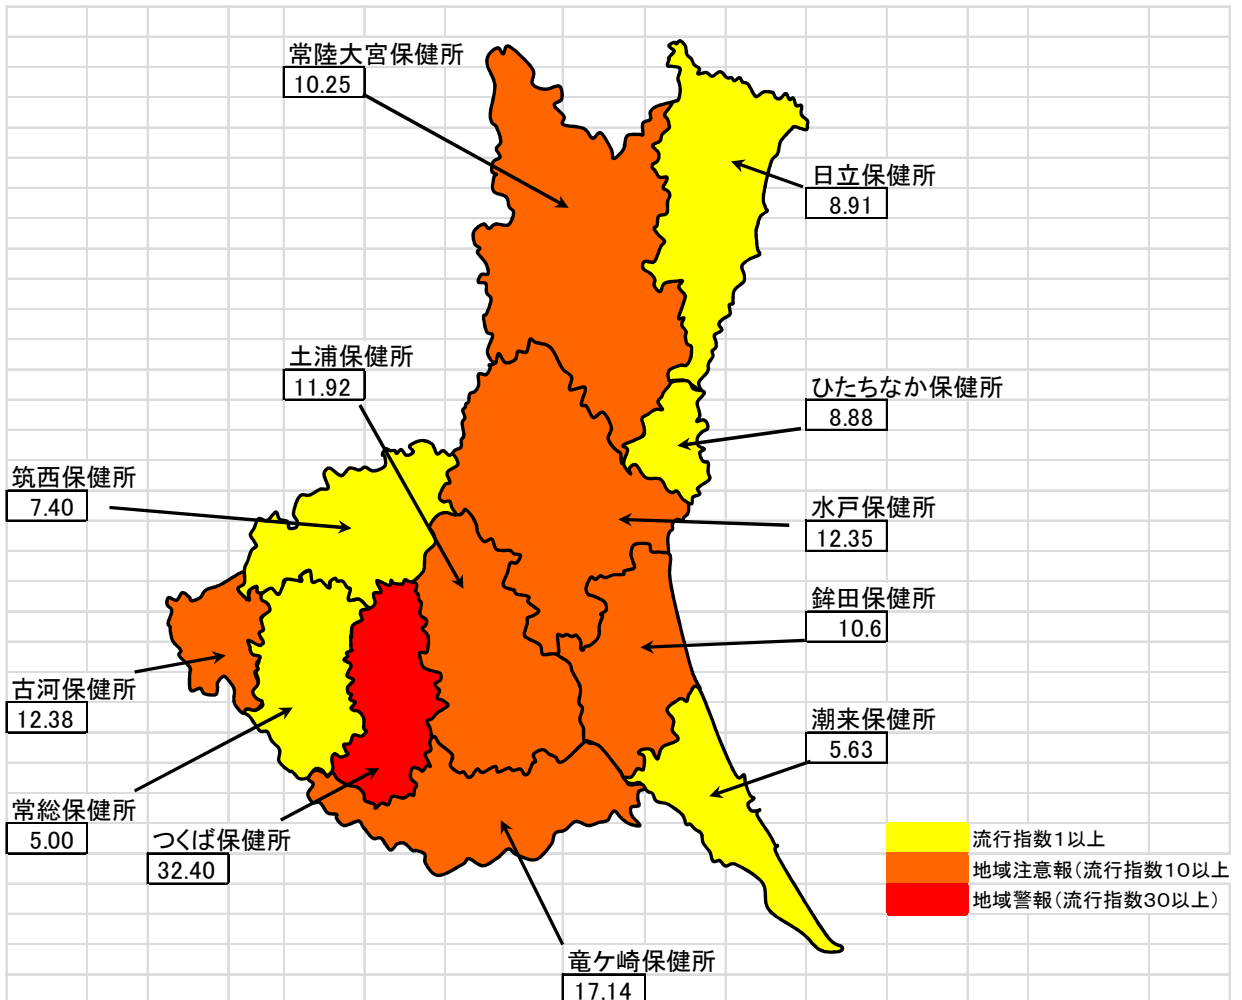 常陸大宮保健所
10.25
日立保健所
8.91
土浦保健所
11.92
ひたちなか保健所
8.88
筑西保健所
7.40
水戸保健所
12.35
鉾田保健所
10.6
古河保健所
12.38
潮来保健所
5.63
常総保健所
5.00
つくば保健所
32.40
竜ケ崎保健所
17.14
流行指数1以上
地域注意報(流行指数10以上
地域警報(流行指数30以上)